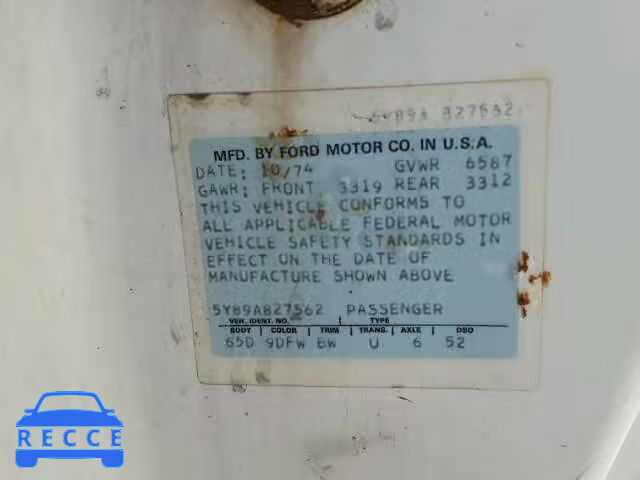 827562
MFD. BY FORD MOTOR CO. IN U.S.A.
DATE: 10/74 GVWR 6587
GAWR: FRONT 3319 REAR 3312
THIS VEHICLE CONFORMS TO
ALL APPLICABLE FEDERAL MOTOR
VEHICLE SAFETY STANDARDS IN
EFFECT ON THE DATE OF
MANUFACTURE SHOWN ABOVE
5Y89A827562 PASSENGER
VEH. IDENT. NO. TYPE
BODY COLOR TRIM TRANS. AXLE DSO
65D 9DFW BW U 6 52
RECCE